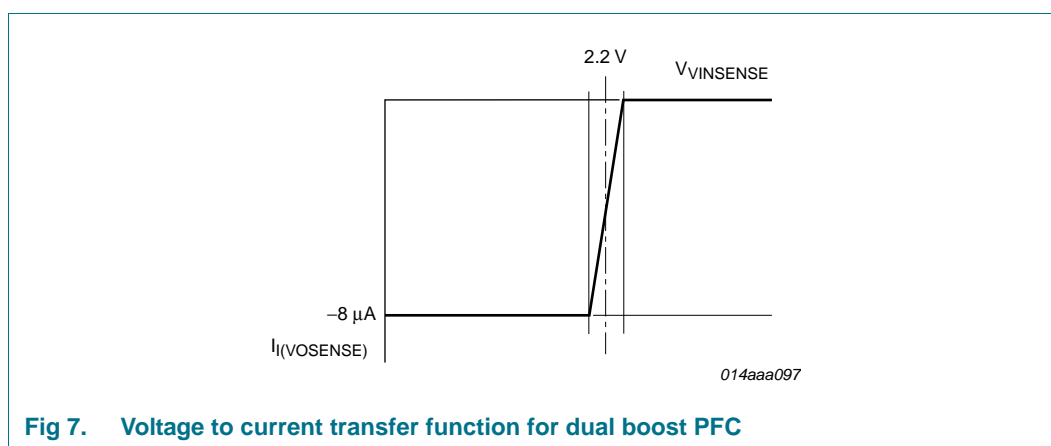 2.2 V
VVINSENSE
−8 μA
II(VOSENSE)
014aaa097
Fig 7. Voltage to current transfer function for dual boost PFC